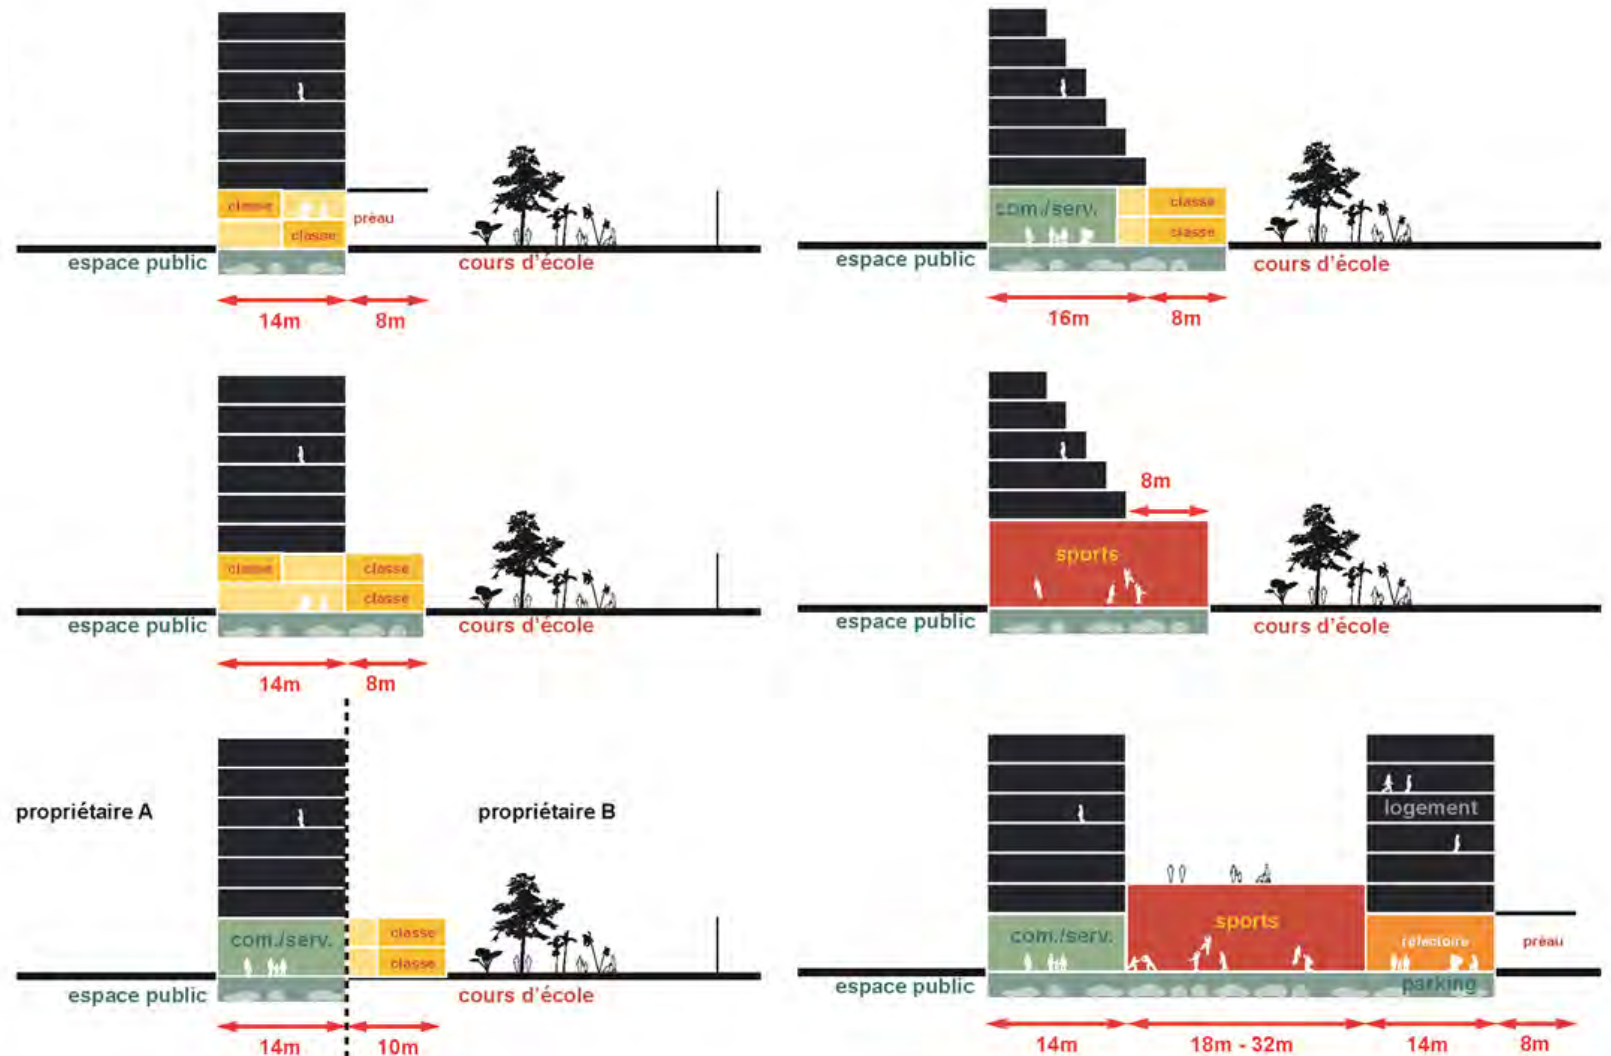 classe
classe
préau
espace public
cours d'école
14m
8m
com./serv.
classe
classe
espace public
cours d'école
16m
8m
classe
classe
classe
espace public
cours d'école
14m
8m
8m
sports
espace public
cours d'école
propriétaire A
propriétaire B
com./serv.
classe
classe
espace public
cours d'école
14m
10m
logement
com./serv.
sports
réfectoire
préau
espace public
parking
14m
18m - 32m
14m
8m